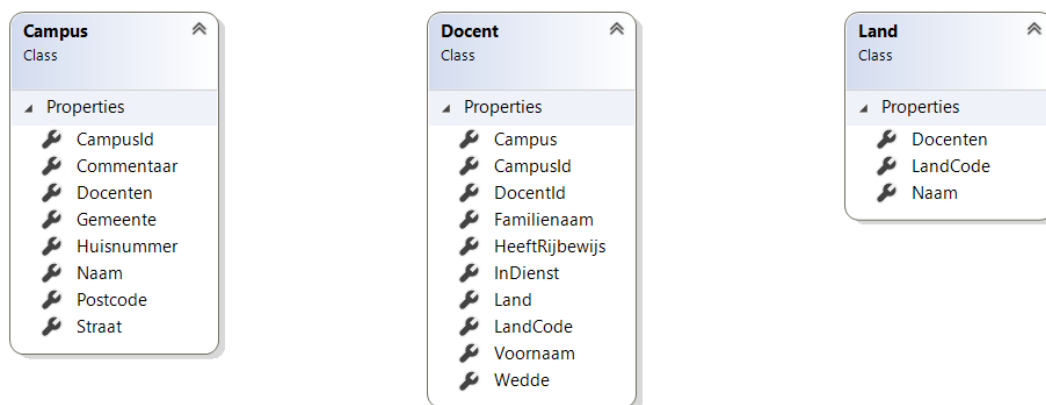 Campus
Class
Properties
CampusId
Commentaar
Docenten
Gemeente
Huisnummer
Naam
Postcode
Straat
Docent
Class
Properties
Campus
CampusId
DocentId
Familienaam
HeeftRijbewijs
InDienst
Land
LandCode
Voornaam
Wedde
Land
Class
Properties
Docenten
LandCode
Naam